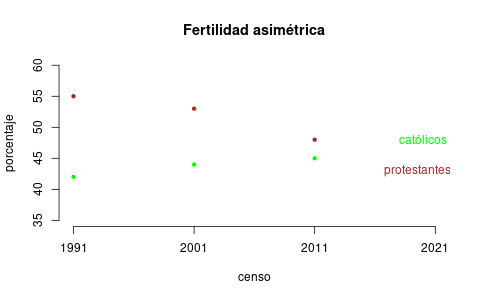 Fertilidad asimétrica
porcentaje
60
55
50
45
40
35
católicos
protestantes
1991 2001 2011 2021
censo